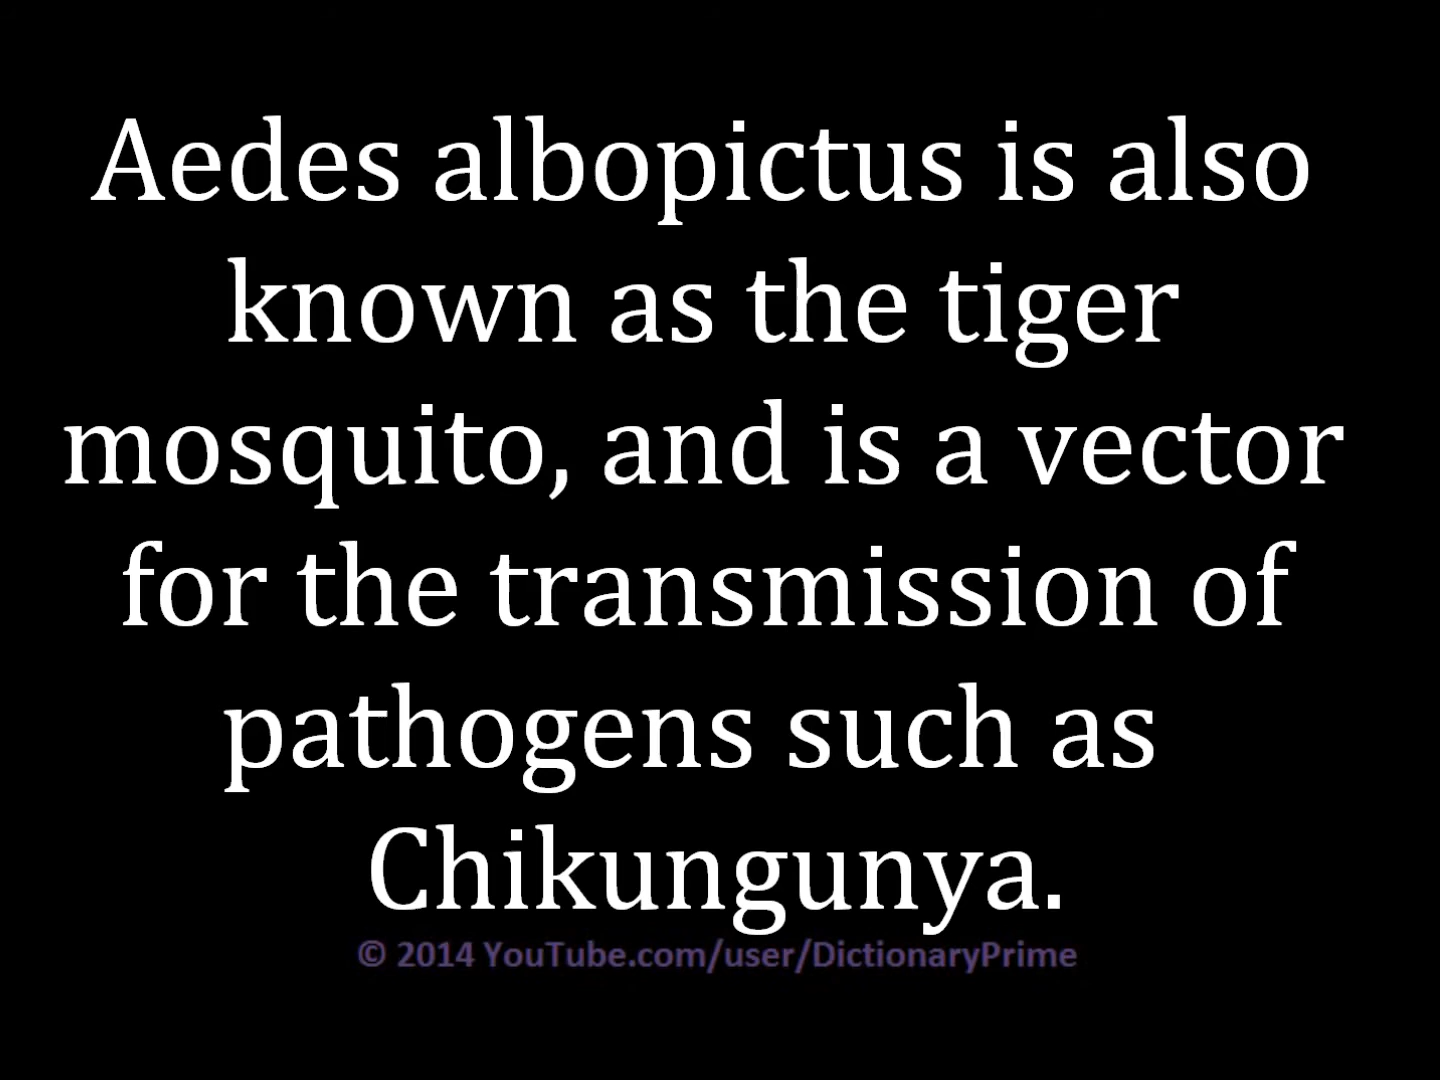 Aedes albopictus is also
known as the tiger
mosquito, and is a vector
for the transmission of
pathogens such as
Chikungunya.
© 2014 YouTube.com/user/DictionaryPrime